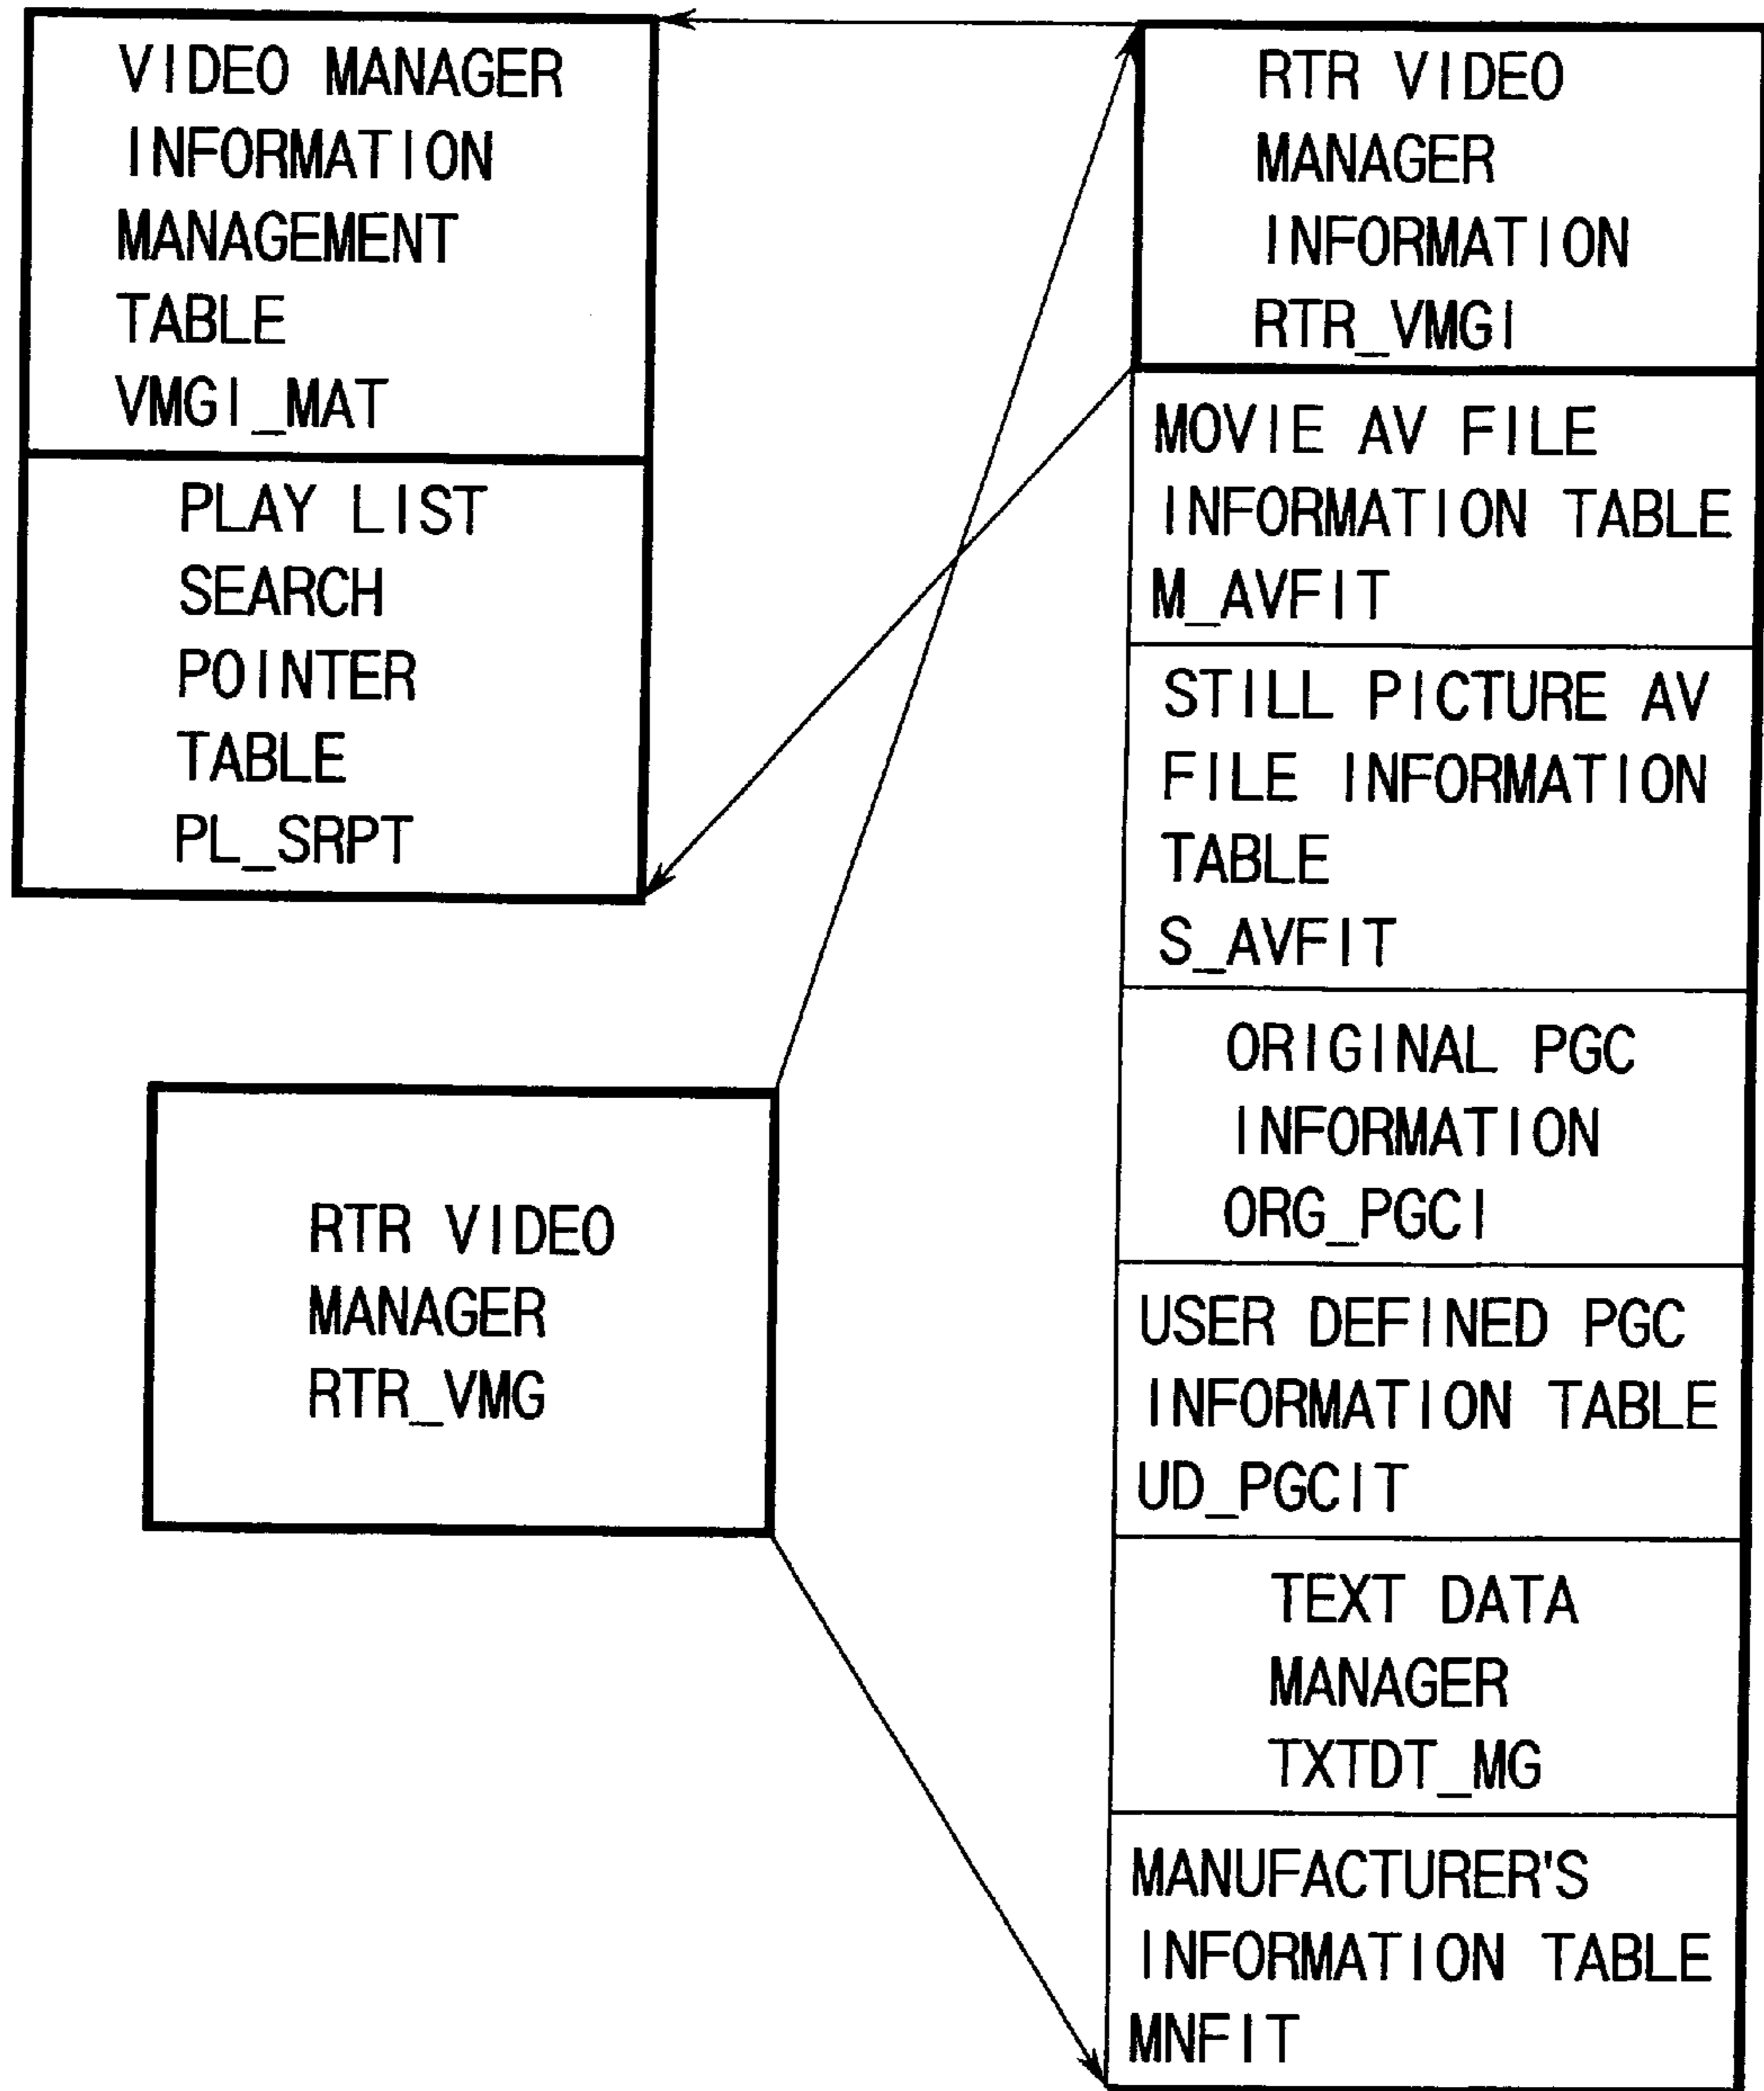 VIDEO MANAGER
INFORMATION
MANAGEMENT
TABLE
VMGI_MAT
PLAY LIST
SEARCH
POINTER
TABLE
PL_SRPT
RTR VIDEO
MANAGER
RTR_VMG
RTR VIDEO
MANAGER
INFORMATION
RTR_VMGI
MOVIE AV FILE
INFORMATION TABLE
M_AVFIT
STILL PICTURE AV
FILE INFORMATION
TABLE
S_AVFIT
ORIGINAL PGC
INFORMATION
ORG_PGCI
USER DEFINED PGC
INFORMATION TABLE
UD_PGCIT
TEXT DATA
MANAGER
TXTDT_MG
MANUFACTURER'S
INFORMATION TABLE
MNFIT